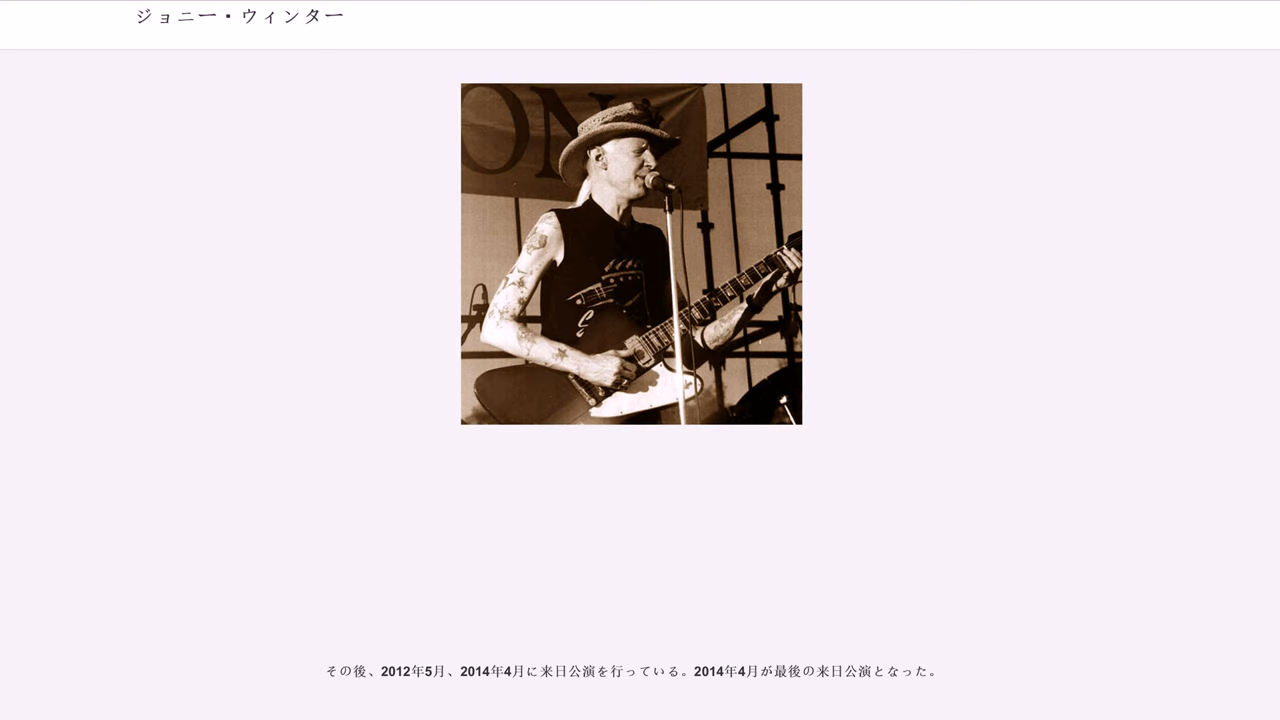 ジョニー・ウィンター
ON
その後、2012年5月、2014年4月に来日公演を行っている。2014年4月が最後の来日公演となった。